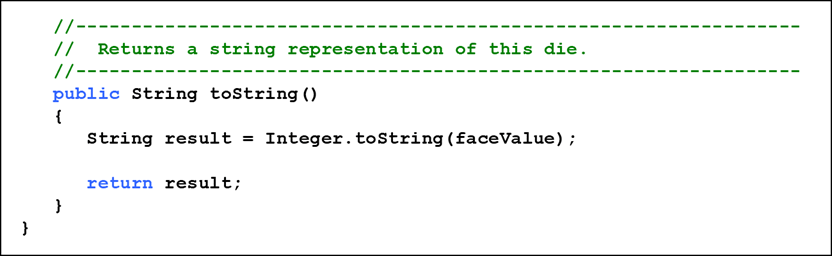 //-----------------------------------------------------------------
//  Returns a string representation of this die.
//-----------------------------------------------------------------
public String toString()
{
String result = Integer.toString(faceValue);
return result;
}
}